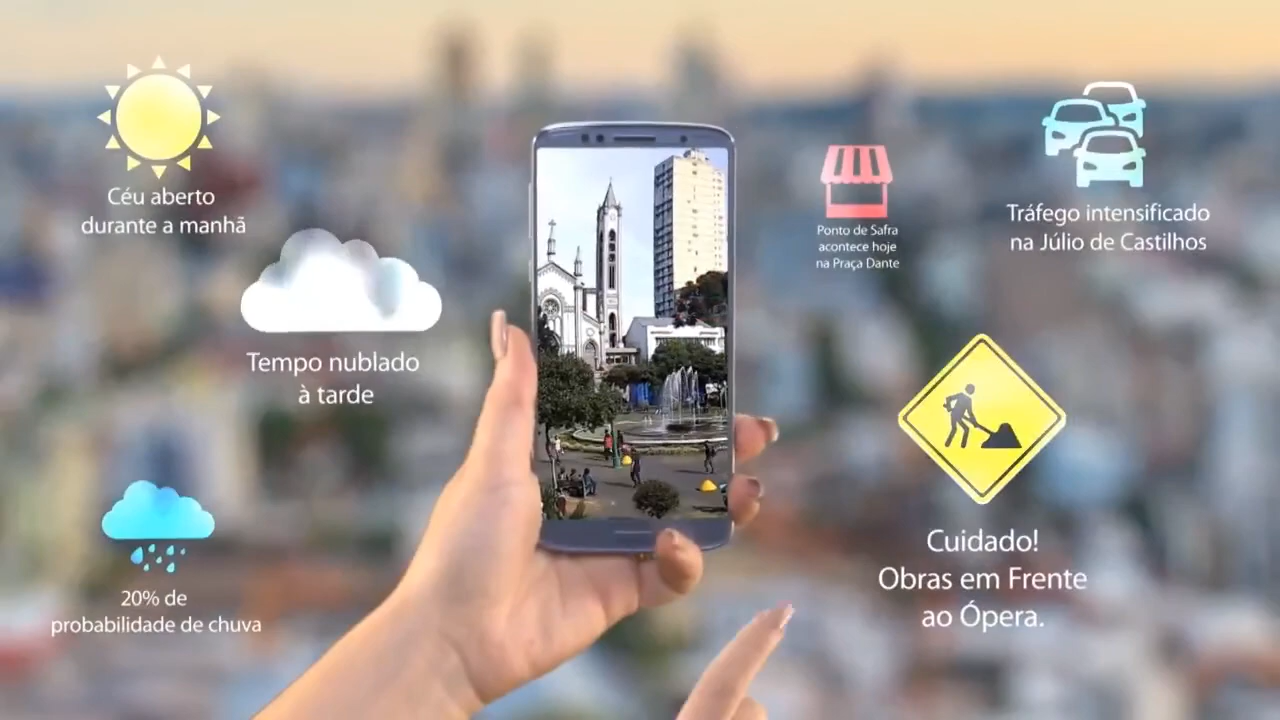 Céu aberto
durante a manhã
Tempo nublado
à tarde
20% de
probabilidade de chuva
Ponto de Safra
acontece hoje
na Praça Dante
Tráfego intensificado
na Júlio de Castilhos
Cuidado!
Obras em Frente
ao Ópera.